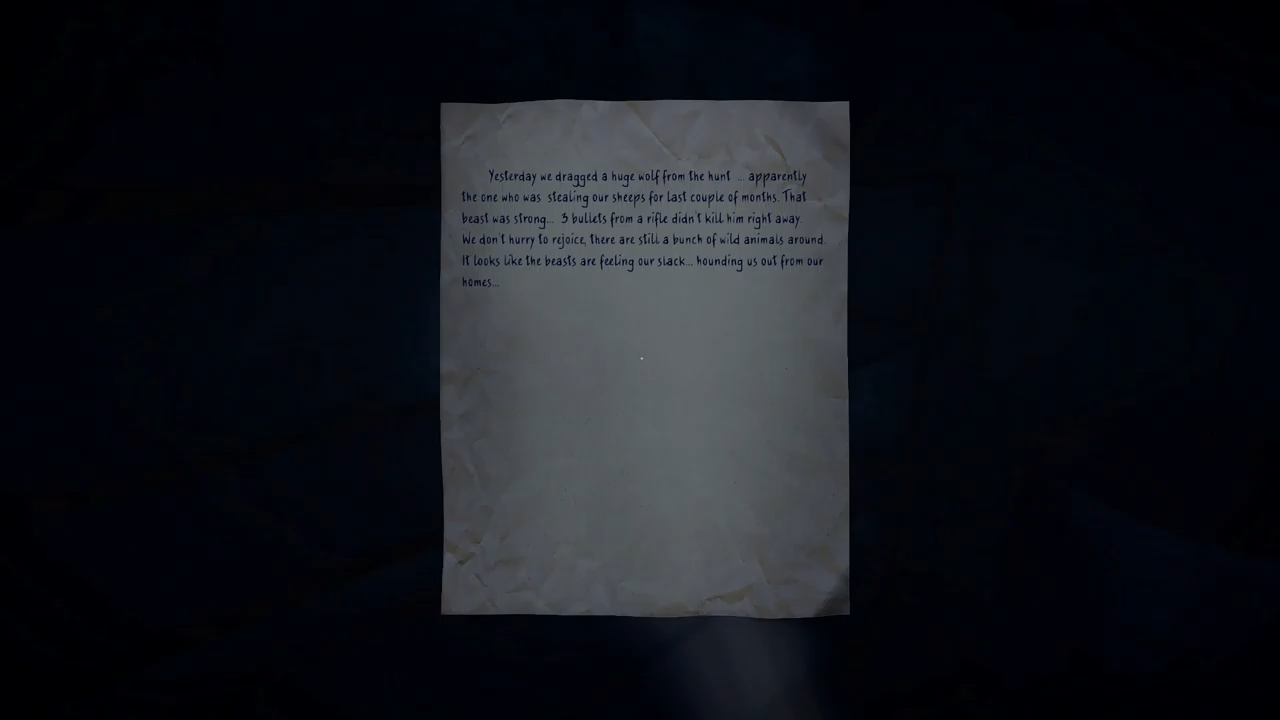 Yesterday we dragged a huge wolf from the hunt ... apparently
the one who was stealing our sheeps for last couple of months. That
beast was strong... 3 bullets from a rifle didn't kill him right away.
We don't hurry to rejoice, there are still a bunch of wild animals around.
It looks like the beasts are feeling our slack... hounding us out from our
homes...